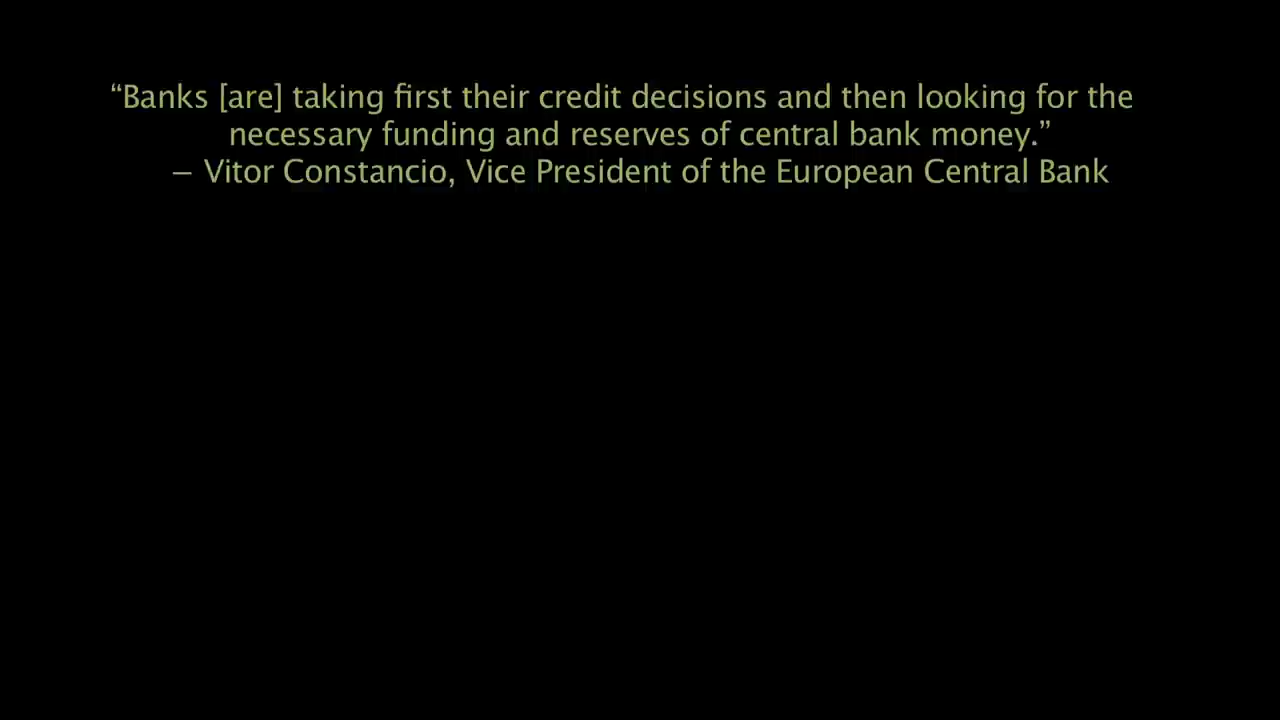 “Banks [are] taking first their credit decisions and then looking for the
necessary funding and reserves of central bank money.”
— Vitor Constancio, Vice President of the European Central Bank